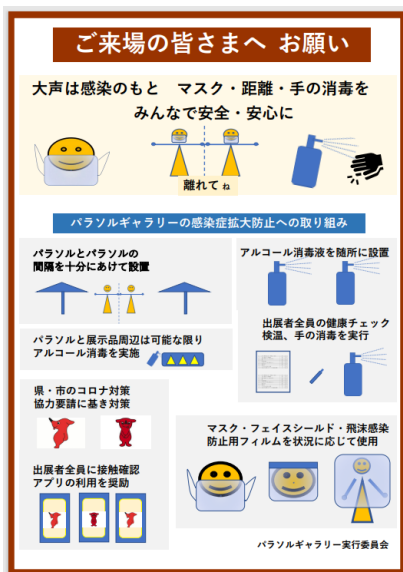 ご来場の皆さまへ お願い
大声は感染のもと　マスク・距離・手の消毒を
みんなで安全・安心に
離れてね
パラソルギャラリーの感染症拡大防止への取り組み
パラソルとパラソルの
間隔を十分にあけて設置
アルコール消毒液を随所に設置
パラソルと展示品周辺は可能な限り
アルコール消毒を実施
出展者全員の健康チェック
検温、手の消毒を実行
県・市のコロナ対策
協力要請に基き対策
マスク・フェイスシールド・飛沫感染
防止用フィルムを状況に応じて使用
出展者全員に接触確認
アプリの利用を奨励
パラソルギャラリー実行委員会